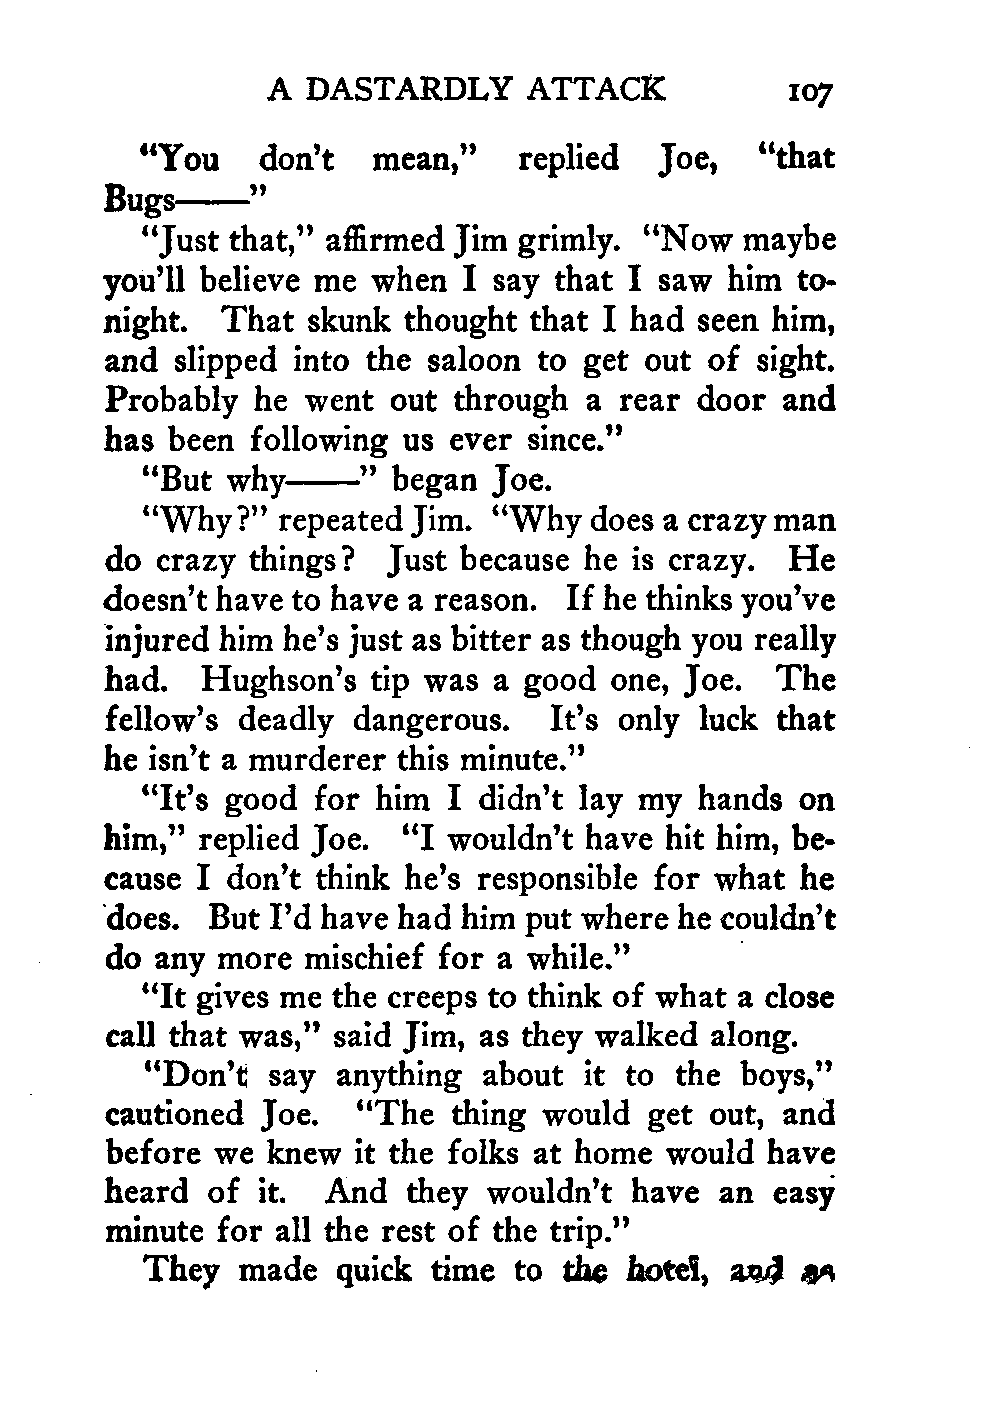 A DASTARDLY ATTACK 107
“You don’t mean,” replied Joe, “that
Bugs——”
“Just that,” affirmed Jim grimly. “Now maybe
you’ll believe me when I say that I saw him to-
night. That skunk thought that I had seen him,
and slipped into the saloon to get out of sight.
Probably he went out through a rear door and
has been following us ever since.”
“But why——” began Joe.
“Why?” repeated Jim. “Why does a crazy man
do crazy things? Just because he is crazy. He
doesn’t have to have a reason. If he thinks you’ve
injured him he’s just as bitter as though you really
had. Hughson’s tip was a good one, Joe. The
fellow’s deadly dangerous. It’s only luck that
he isn’t a murderer this minute.”
“It’s good for him I didn’t lay my hands on
him,” replied Joe. “I wouldn’t have hit him, be-
cause I don’t think he’s responsible for what he
does. But I’d have had him put where he couldn’t
do any more mischief for a while.”
“It gives me the creeps to think of what a close
call that was,” said Jim, as they walked along.
“Don’t say anything about it to the boys,”
cautioned Joe. “The thing would get out, and
before we knew it the folks at home would have
heard of it. And they wouldn’t have an easy
minute for all the rest of the trip.”
They made quick time to the hotel, and